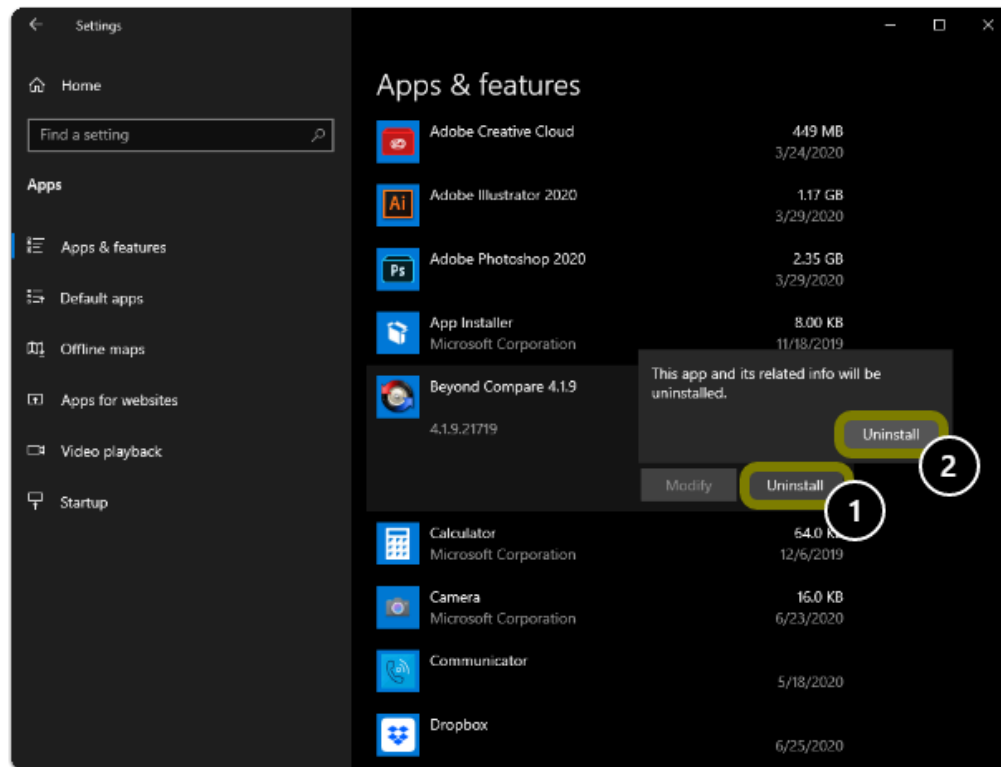 Settings
Home
Find a setting
Apps
Apps & features
Default apps
Offline maps
Apps for websites
Video playback
Startup
Apps & features
Adobe Creative Cloud 449 MB
3/24/2020
Ai
Adobe Illustrator 2020 1.17 GB
3/29/2020
Ps
Adobe Photoshop 2020 2.35 GB
3/29/2020
App Installer 8.00 KB
Microsoft Corporation 11/18/2019
Beyond Compare 4.1.9
4.1.9.21719
This app and its related info will be
uninstalled.
Uninstall
2
Modify Uninstall
1
Calculator 64.0
Microsoft Corporation 12/6/2019
Camera 16.0 KB
Microsoft Corporation 6/23/2020
Communicator
5/18/2020
Dropbox
6/25/2020